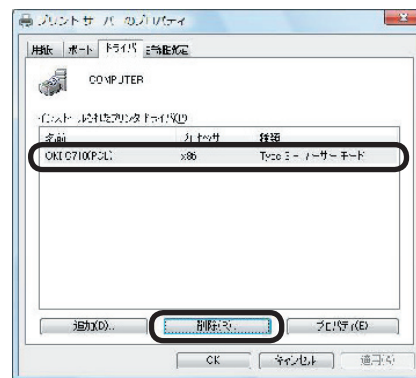 プリント サーバーのプロパティ
用紙 ポート ドライバ 詳細設定
COMPUTER
インストールされたプリンタ ドライバ(P)
名前 プロセッサ 種類
OKI C710(PCL) x86 Type 3 - ユーザー モード
追加(D)... 削除(R)... プロパティ(E)
OK キャンセル 適用(A)